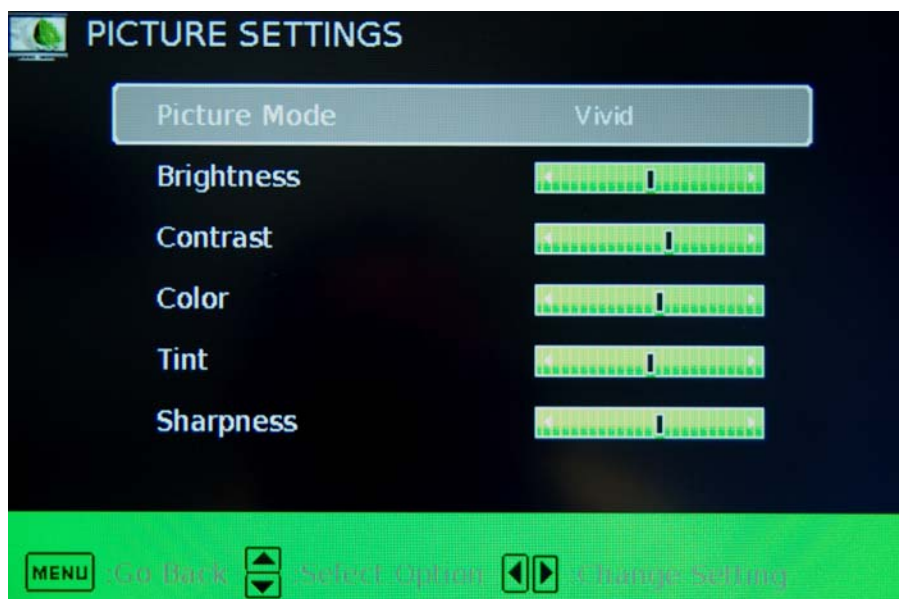 PICTURE SETTINGS
Picture Mode Vivid
Brightness
Contrast
Color
Tint
Sharpness
MENU :Go Back :Select Option :Change Setting